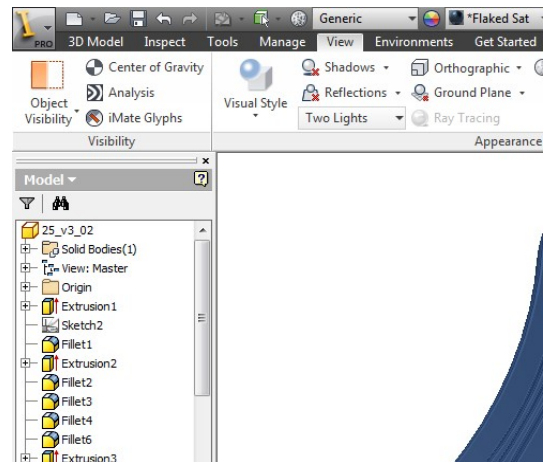 Generic *Flaked Sat
PRO 3D Model Inspect Tools Manage View Environments Get Started
Center of Gravity
Analysis
iMate Glyphs
Object
Visibility
Visual Style
Shadows Orthographic
Reflections Ground Plane
Two Lights Ray Tracing
Visibility Appearance
Model
25_v3_02
Solid Bodies(1)
View: Master
Origin
Extrusion1
Sketch2
Fillet1
Extrusion2
Fillet2
Fillet3
Fillet4
Fillet6
Extrusion3